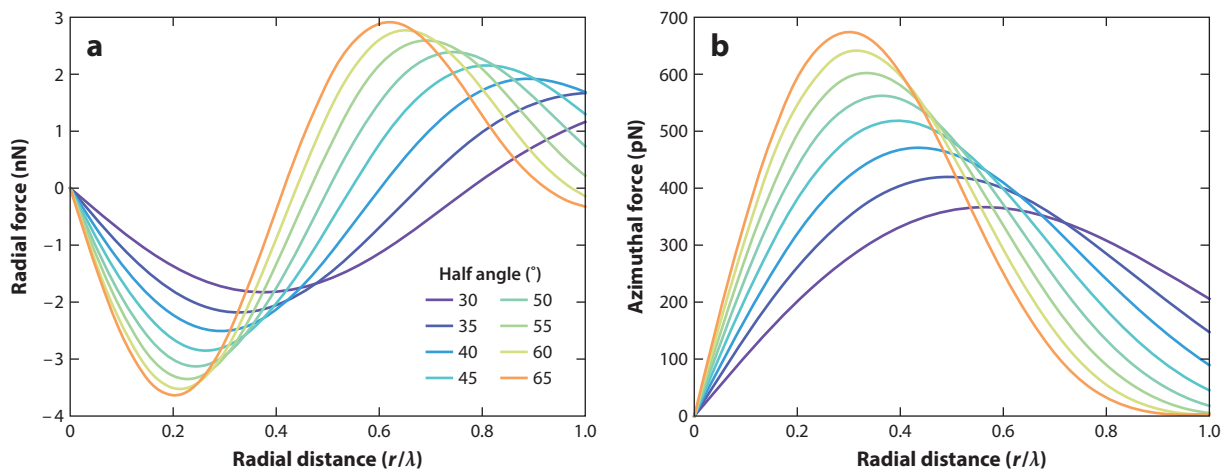 a
3
2
1
0
−1
−2
−3
−4
Radial force (nN)
Half angle (°)
30 50
35 55
40 60
45 65
0 0.2 0.4 0.6 0.8 1.0
Radial distance (r/λ)
b
700
600
500
400
300
200
100
0
Azimuthal force (pN)
0 0.2 0.4 0.6 0.8 1.0
Radial distance (r/λ)